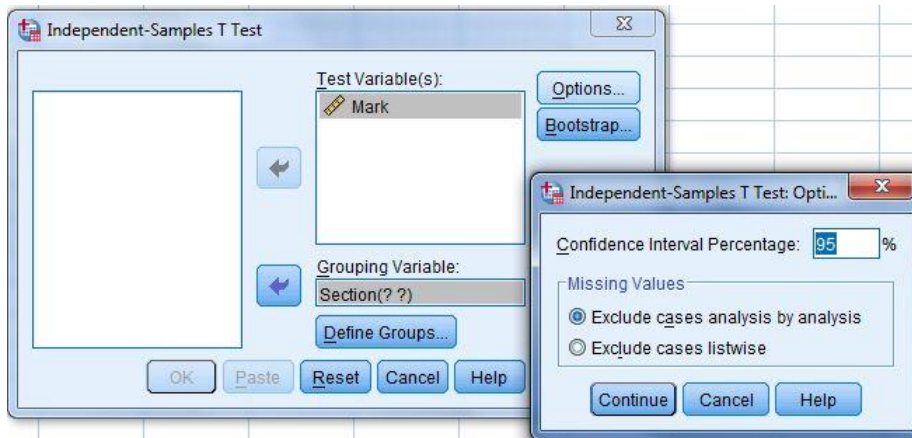 Independent-Samples T Test
Test Variable(s):
Mark
Options...
Bootstrap...
Grouping Variable:
Section(? ?)
Define Groups...
OK Paste Reset Cancel Help
Independent-Samples T Test: Opti...
Confidence Interval Percentage: 95 %
Missing Values
Exclude cases analysis by analysis
Exclude cases listwise
Continue Cancel Help